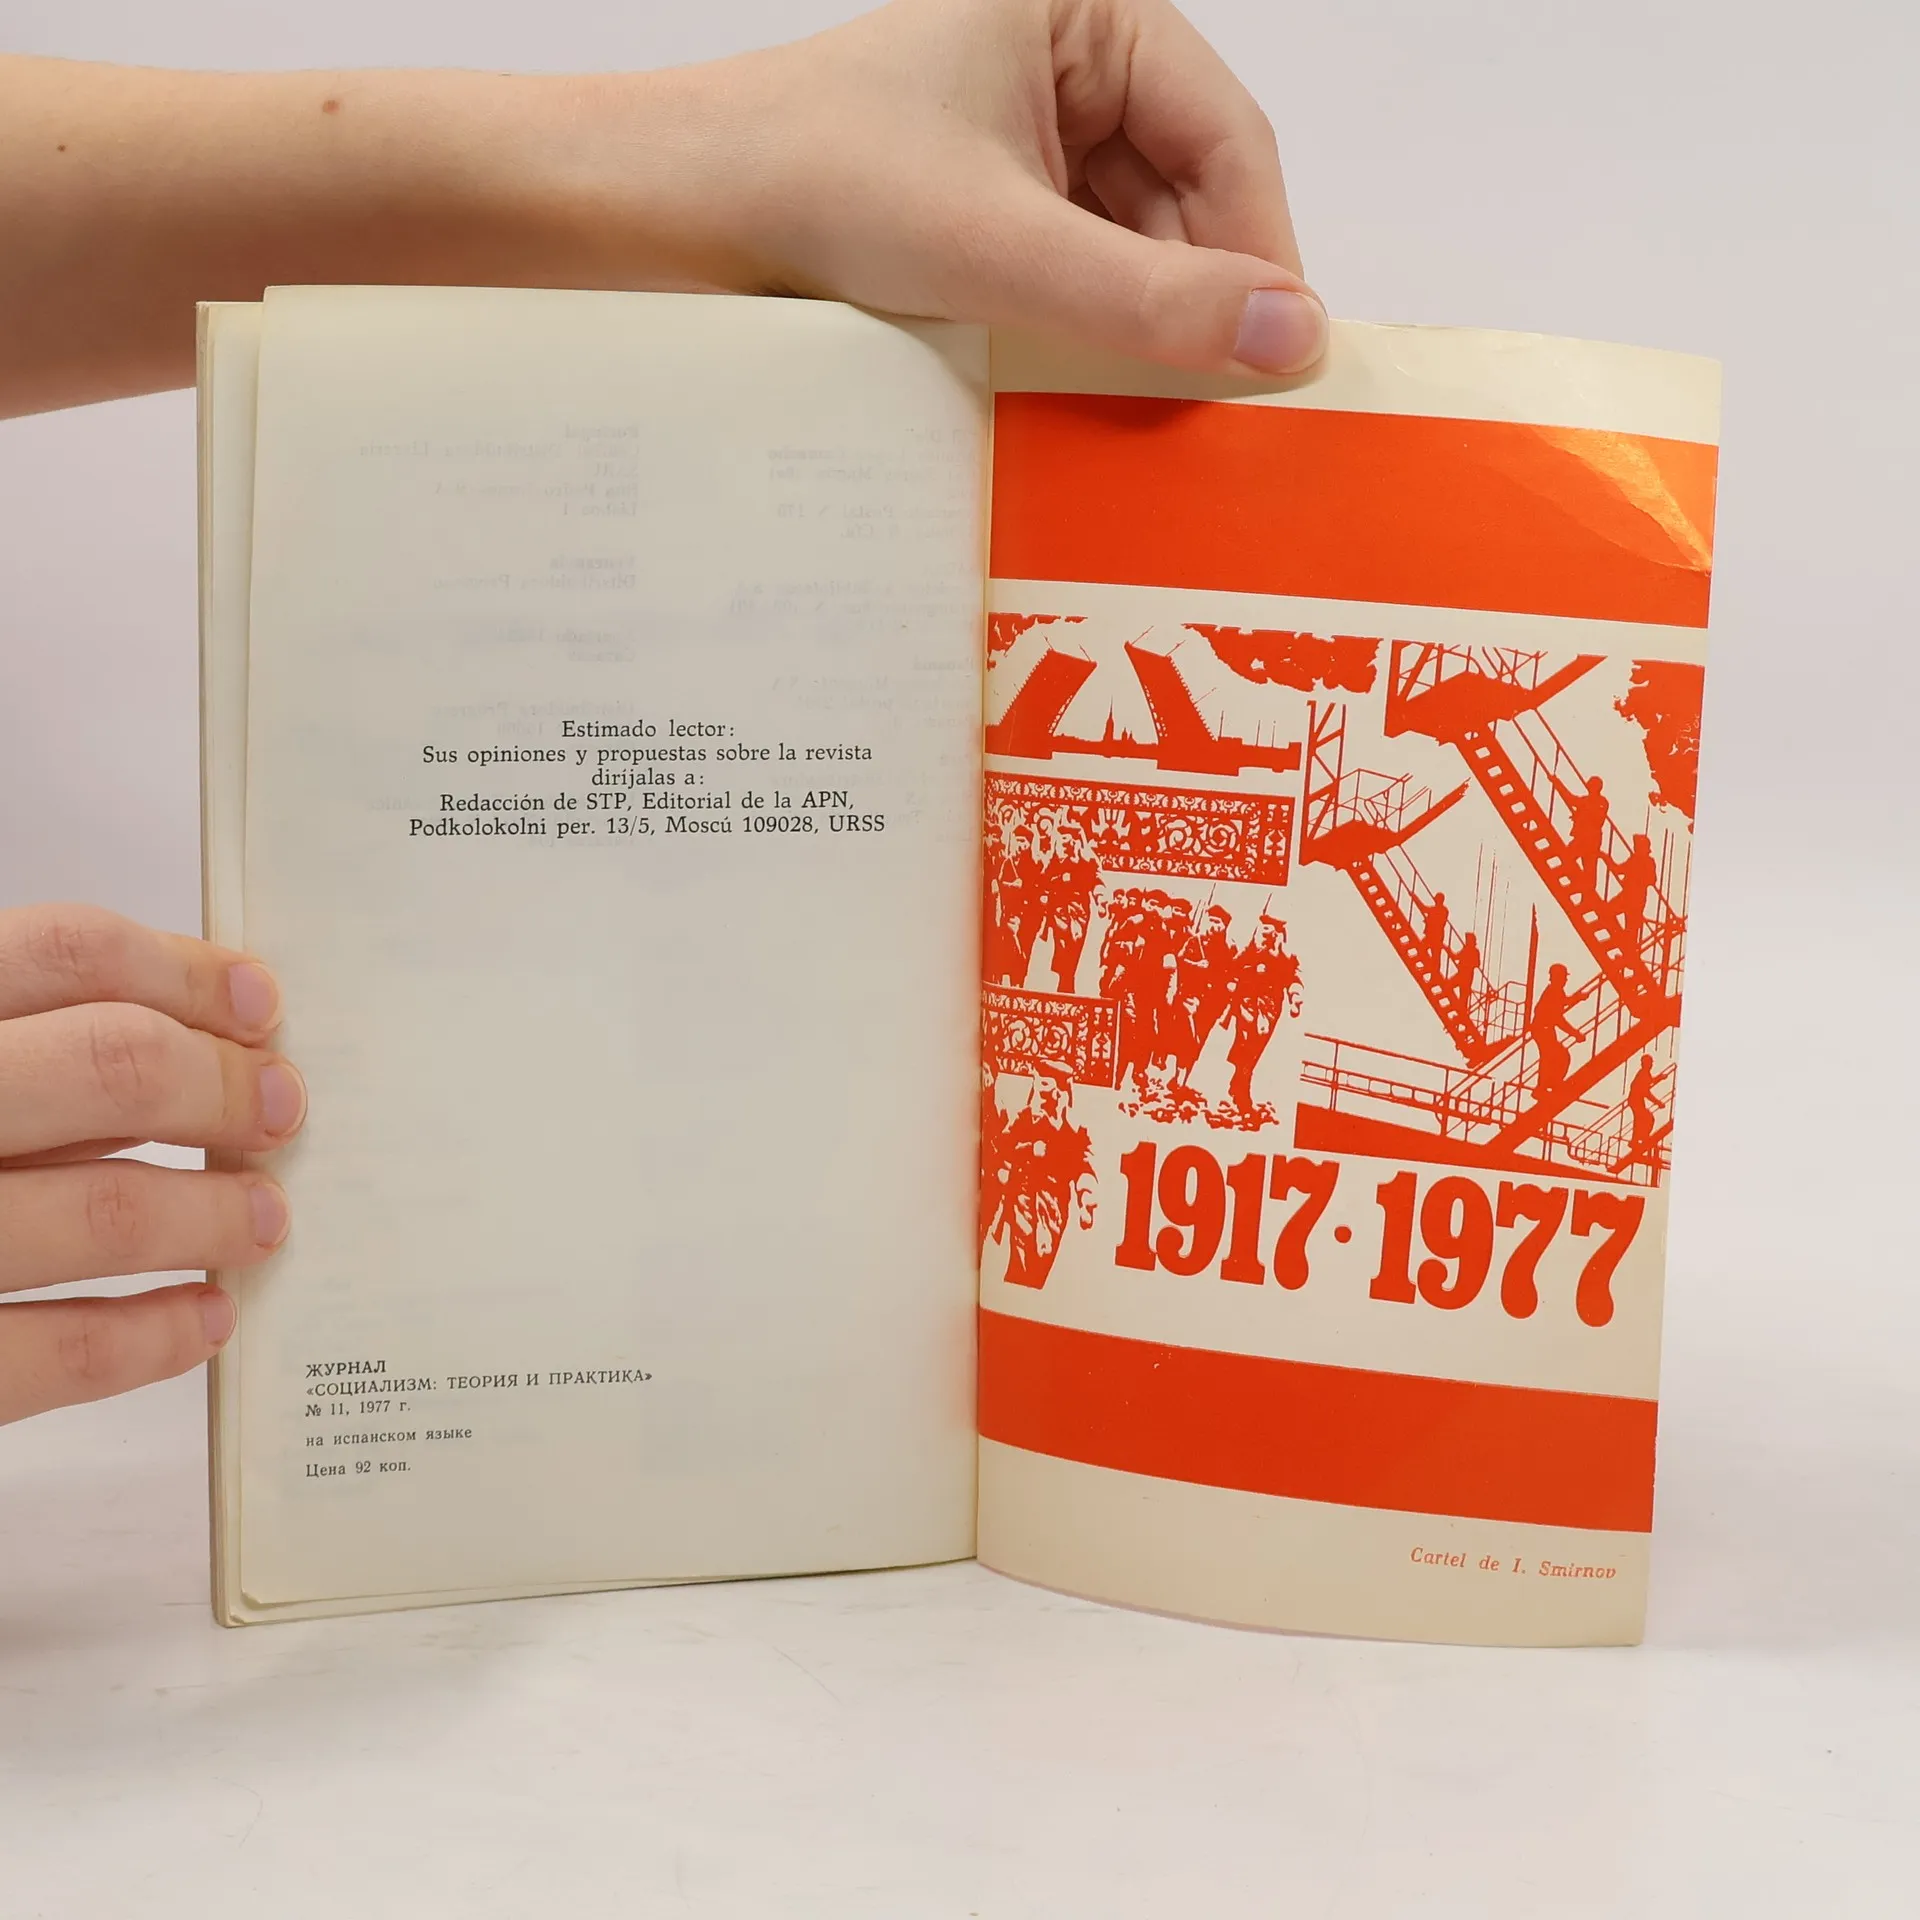 Estimado lector:
Sus opiniones y propuestas sobre la revista
diríjalas a:
Redacción de STP, Editorial de la APN,
Podkolokolni per. 13/5, Moscú 109028, URSS
ЖУРНАЛ
«СОЦИАЛИЗМ: ТЕОРИЯ И ПРАКТИКА»
№ 11, 1977 г.
на испанском языке
Цена 92 коп.
1917·1977
Cartel de I. Smirnov